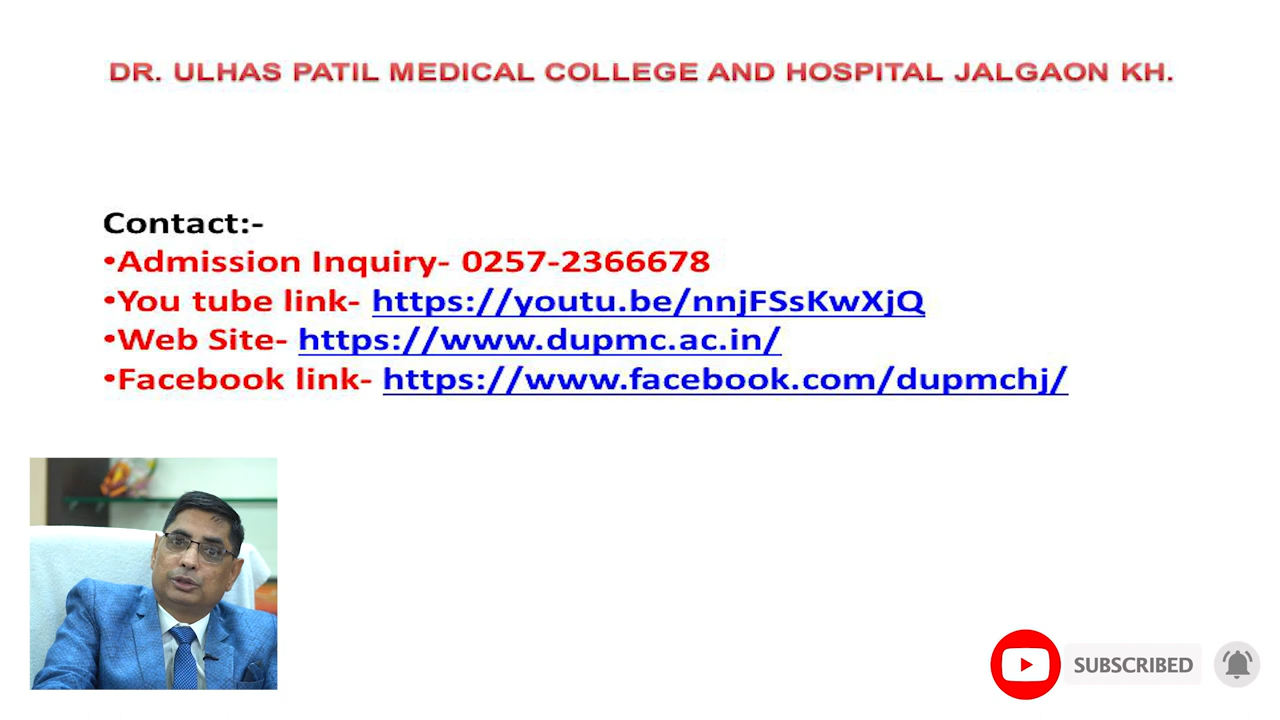 DR. ULHAS PATIL MEDICAL COLLEGE AND HOSPITAL JALGAON KH.
Contact:-
•Admission Inquiry- 0257-2366678
•You tube link- https://youtu.be/nnjFSsKwXjQ
•Web Site- https://www.dupmc.ac.in/
•Facebook link- https://www.facebook.com/dupmchj/
SUBSCRIBED